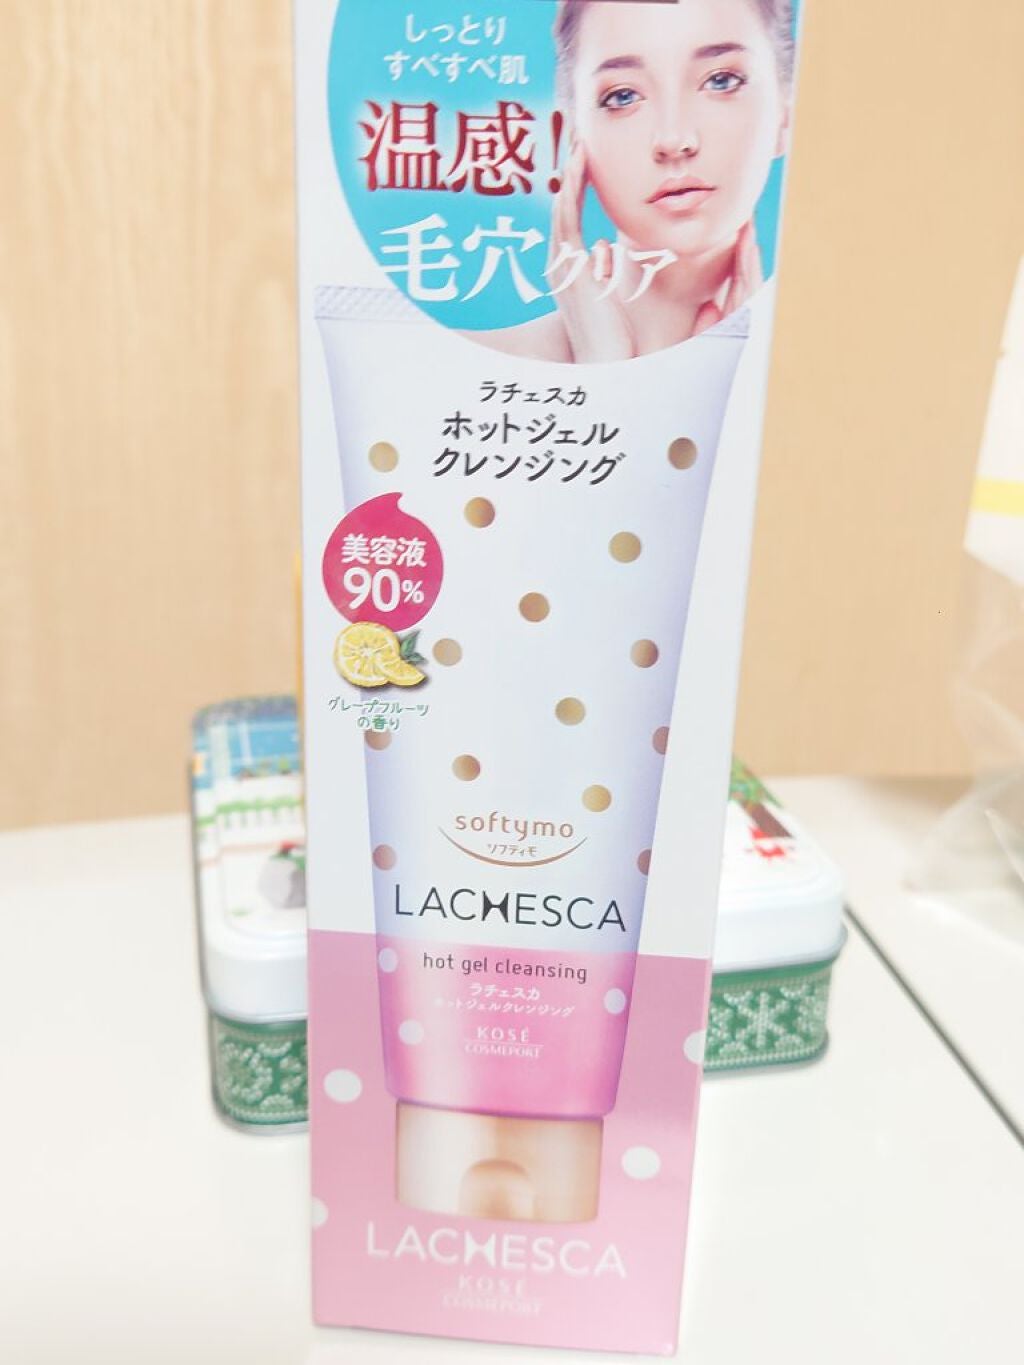 しっとり
すべすべ肌
温感!
毛穴クリア
ラチェスカ
ホットジェル
クレンジング
美容液
90%
グレープフルーツ
の香り
softymo
ソフティモ
LACHESCA
hot gel cleansing
ラチェスカ
ホットジェルクレンジング
KOSÉ
COSMEPORT
LACHESCA
KOSÉ
COSMEPORT